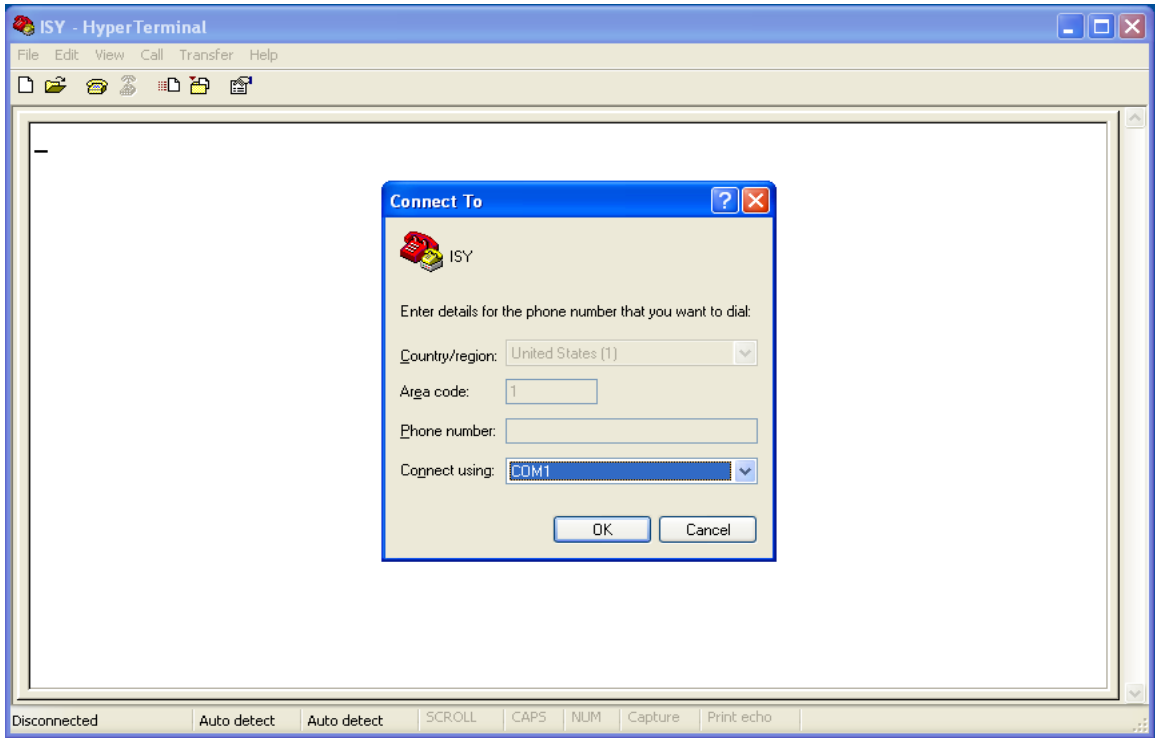 ISY - HyperTerminal
File Edit View Call Transfer Help
Connect To
ISY
Enter details for the phone number that you want to dial:
Country/region: United States (1)
Area code: 1
Phone number:
Connect using: COM1
OK Cancel
Disconnected Auto detect Auto detect SCROLL CAPS NUM Capture Print echo